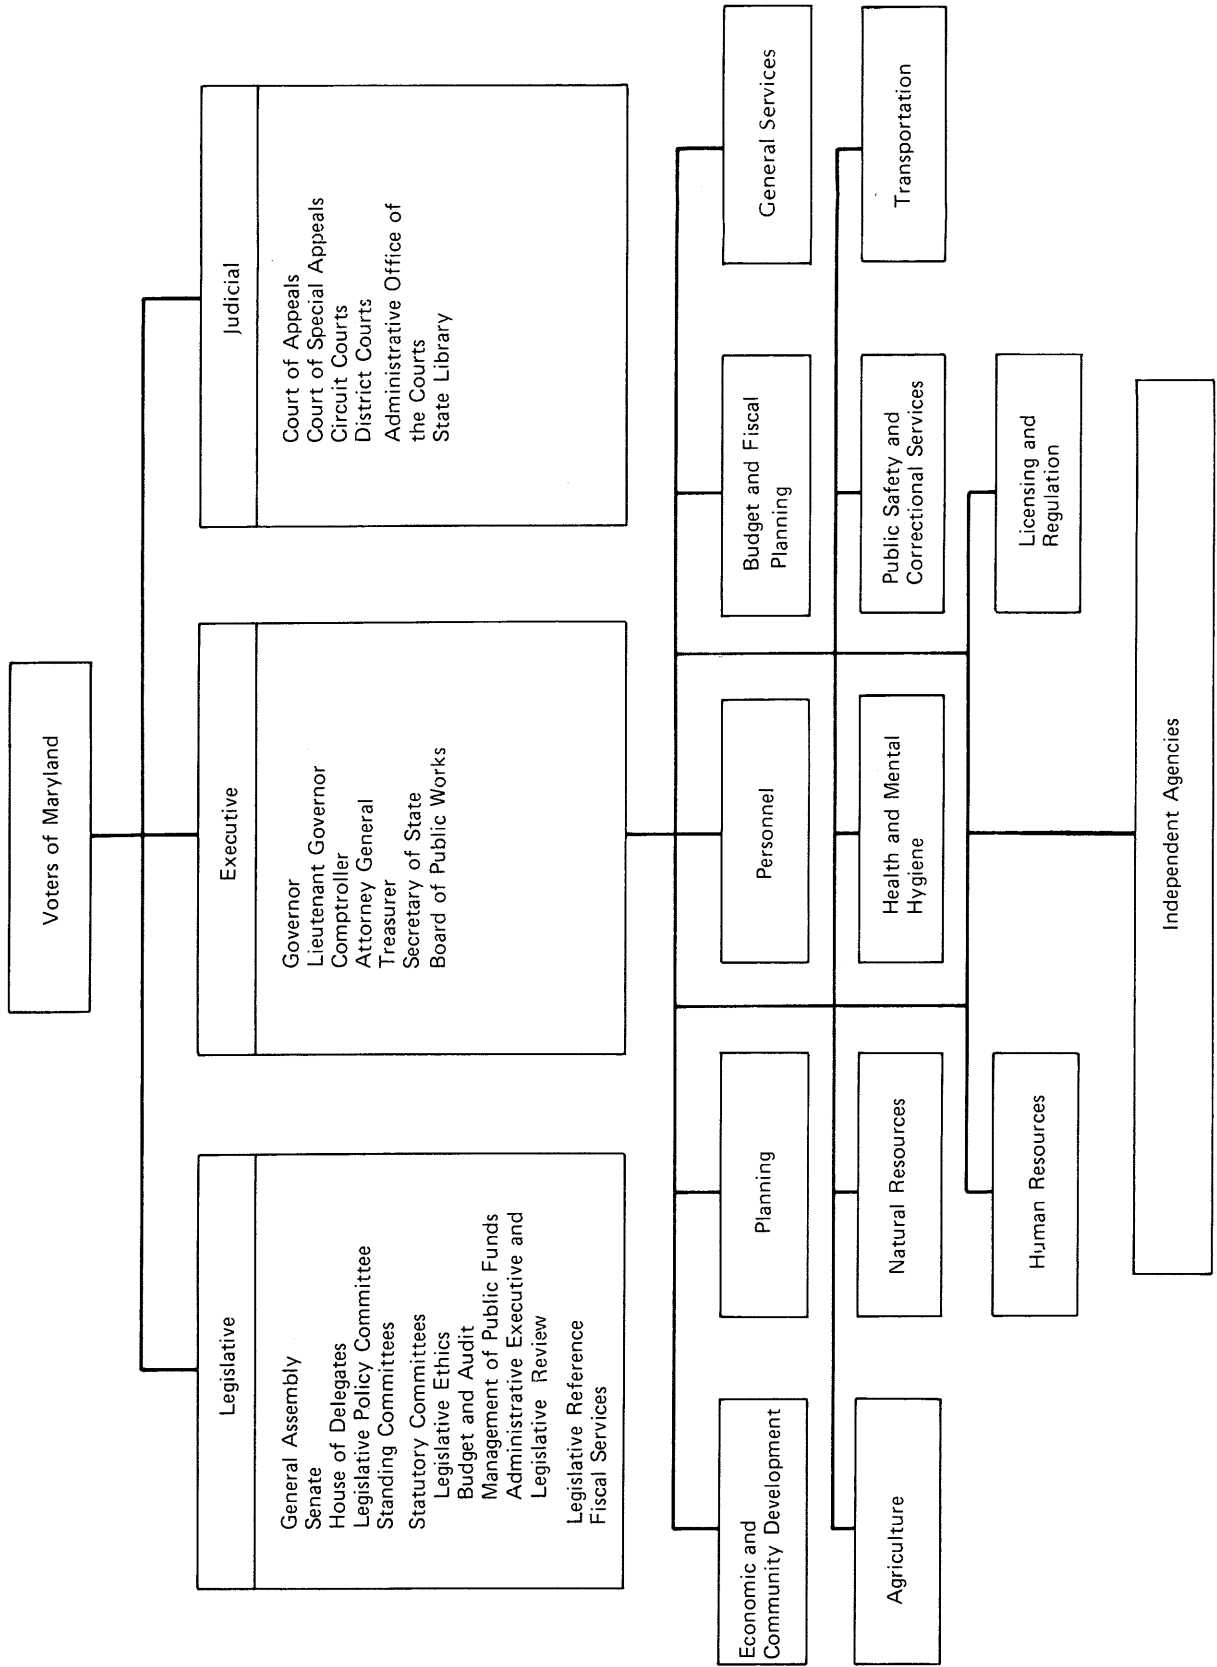 Voters of Maryland
Legislative
General Assembly
Senate
House of Delegates
Legislative Policy Committee
Standing Committees
Statutory Committees
Legislative Ethics
Budget and Audit
Management of Public Funds
Administrative Executive and
Legislative Review
Legislative Reference
Fiscal Services
Executive
Governor
Lieutenant Governor
Comptroller
Attorney General
Treasurer
Secretary of State
Board of Public Works
Judicial
Court of Appeals
Court of Special Appeals
Circuit Courts
District Courts
Administrative Office of
the Courts
State Library
Economic and
Community Development
Planning
Personnel
Budget and Fiscal
Planning
General Services
Agriculture
Natural Resources
Health and Mental
Hygiene
Public Safety and
Correctional Services
Transportation
Human Resources
Licensing and
Regulation
Independent Agencies